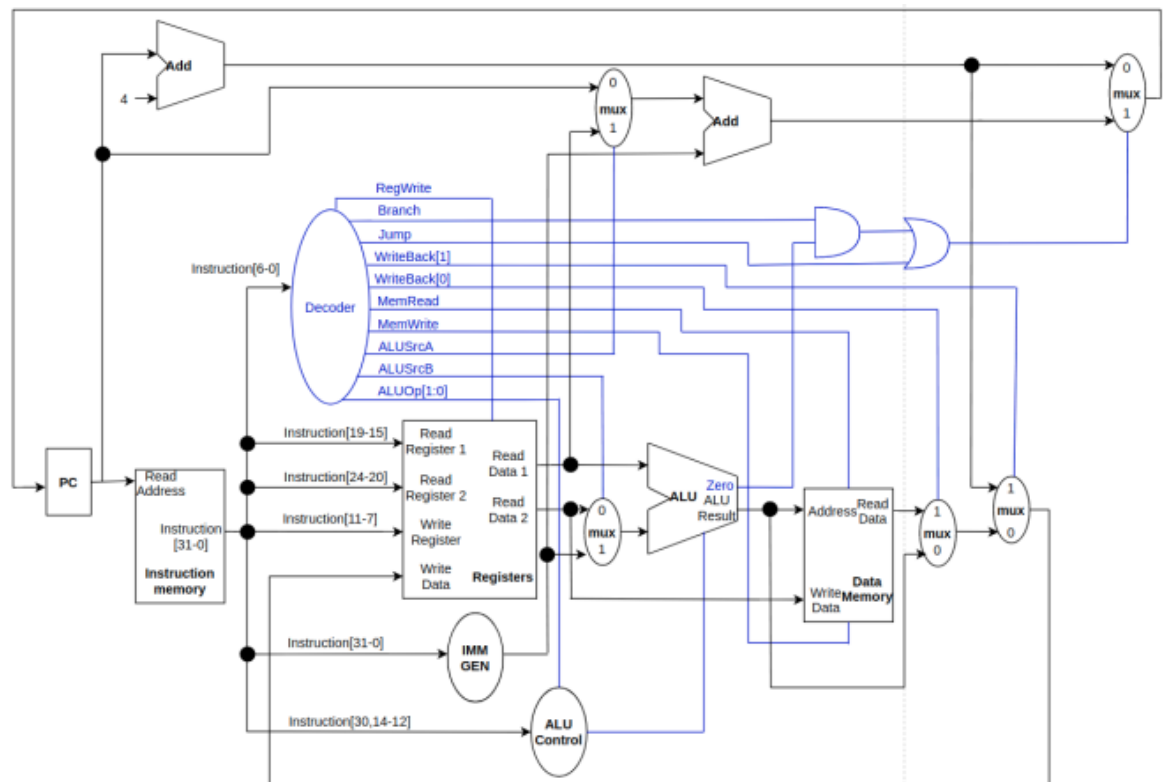 Add
4
0
mux
1
Add
0
mux
1
RegWrite
Branch
Jump
WriteBack[1]
WriteBack[0]
MemRead
MemWrite
ALUSrcA
ALUSrcB
ALUOp[1:0]
Instruction[6-0]
Decoder
PC
Read
Address
Instruction
[31-0]
Instruction
memory
Instruction[19-15]
Instruction[24-20]
Instruction[11-7]
Read
Register 1
Read
Register 2
Write
Register
Write
Data
Read
Data 1
Read
Data 2
Registers
0
mux
1
ALU
Zero
ALU
Result
Address
Read
Data
Write
Data
Data
Memory
1
mux
0
1
mux
0
Instruction[31-0]
IMM
GEN
Instruction[30,14-12]
ALU
Control